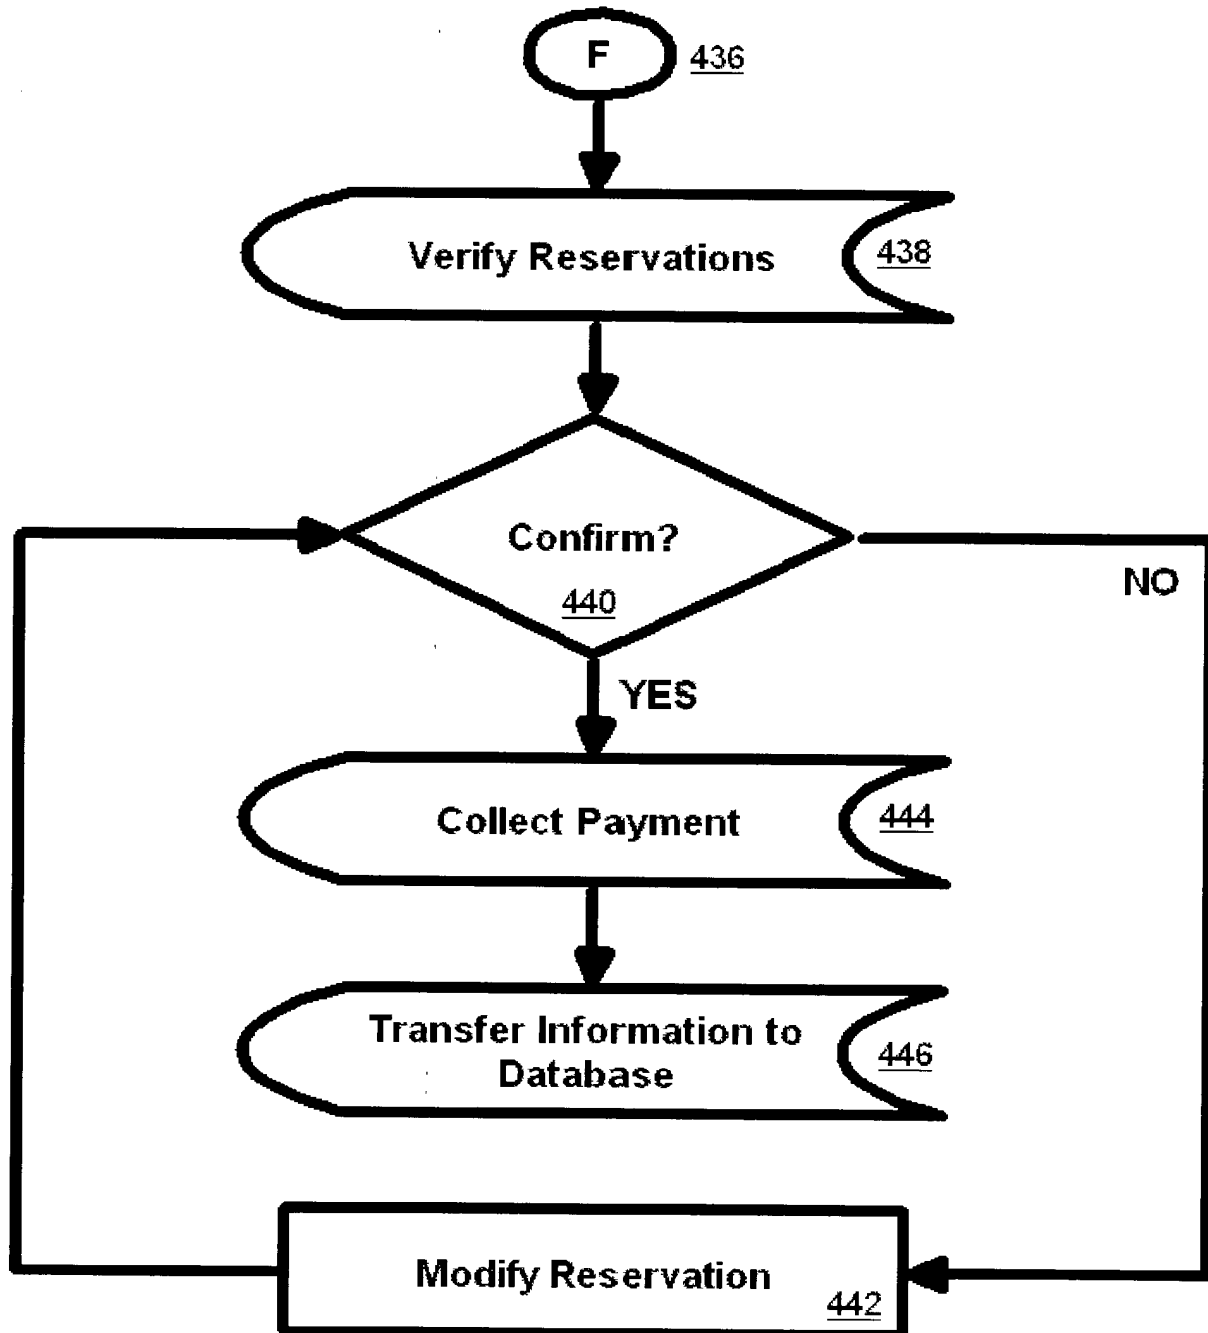 F
436
Verify Reservations
438
Confirm?
440
NO
YES
Collect Payment
444
Transfer Information to
Database
446
Modify Reservation
442